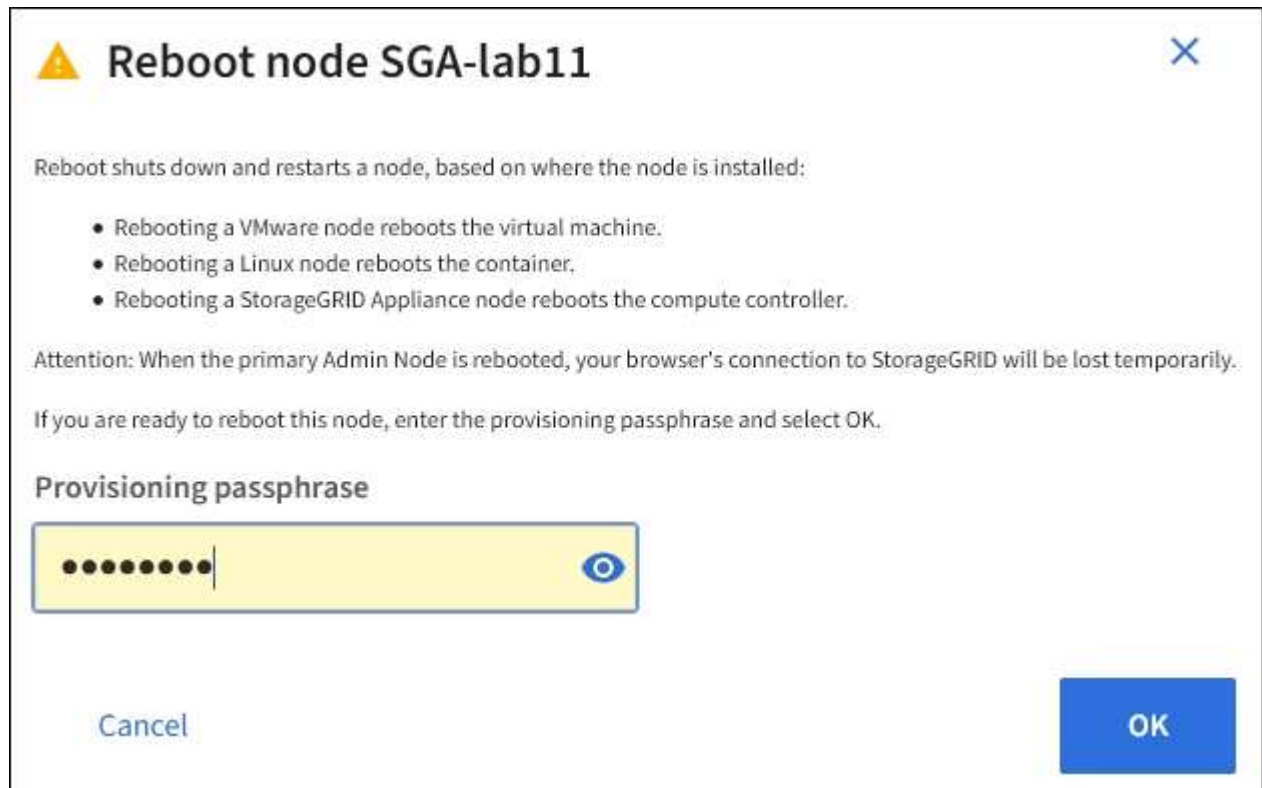 Reboot node SGA-lab11
Reboot shuts down and restarts a node, based on where the node is installed:
• Rebooting a VMware node reboots the virtual machine.
• Rebooting a Linux node reboots the container.
• Rebooting a StorageGRID Appliance node reboots the compute controller.
Attention: When the primary Admin Node is rebooted, your browser's connection to StorageGRID will be lost temporarily.
If you are ready to reboot this node, enter the provisioning passphrase and select OK.
Provisioning passphrase
••••••••
Cancel
OK